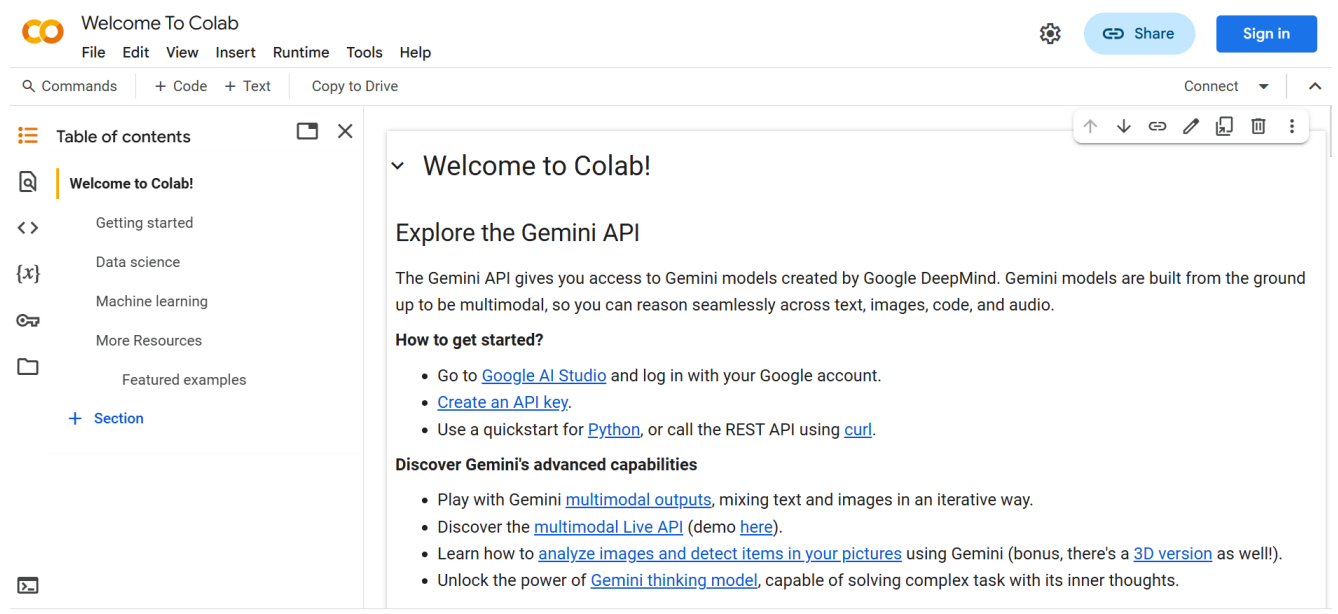 Welcome To Colab
File Edit View Insert Runtime Tools Help
Share
Sign in
Commands
+ Code + Text
Copy to Drive
Connect
Table of contents
Welcome to Colab!
Getting started
Data science
Machine learning
More Resources
Featured examples
+ Section
{x}
Welcome to Colab!
Explore the Gemini API
The Gemini API gives you access to Gemini models created by Google DeepMind. Gemini models are built from the ground
up to be multimodal, so you can reason seamlessly across text, images, code, and audio.
How to get started?
• Go to Google AI Studio and log in with your Google account.
• Create an API key.
• Use a quickstart for Python, or call the REST API using curl.
Discover Gemini's advanced capabilities
• Play with Gemini multimodal outputs, mixing text and images in an iterative way.
• Discover the multimodal Live API (demo here).
• Learn how to analyze images and detect items in your pictures using Gemini (bonus, there's a 3D version as well!).
• Unlock the power of Gemini thinking model, capable of solving complex task with its inner thoughts.